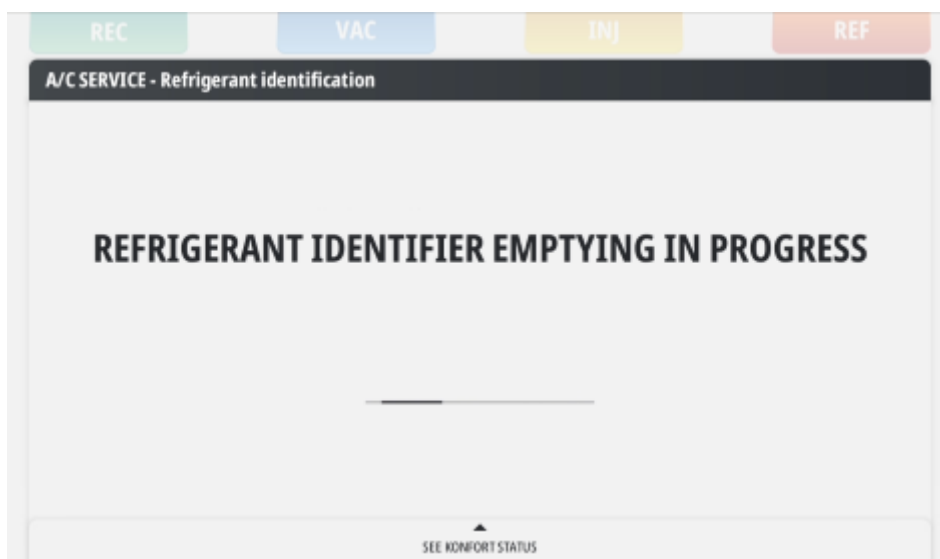 REC VAC INJ REF
A/C SERVICE - Refrigerant identification
REFRIGERANT IDENTIFIER EMPTYING IN PROGRESS
SEE KONFORT STATUS